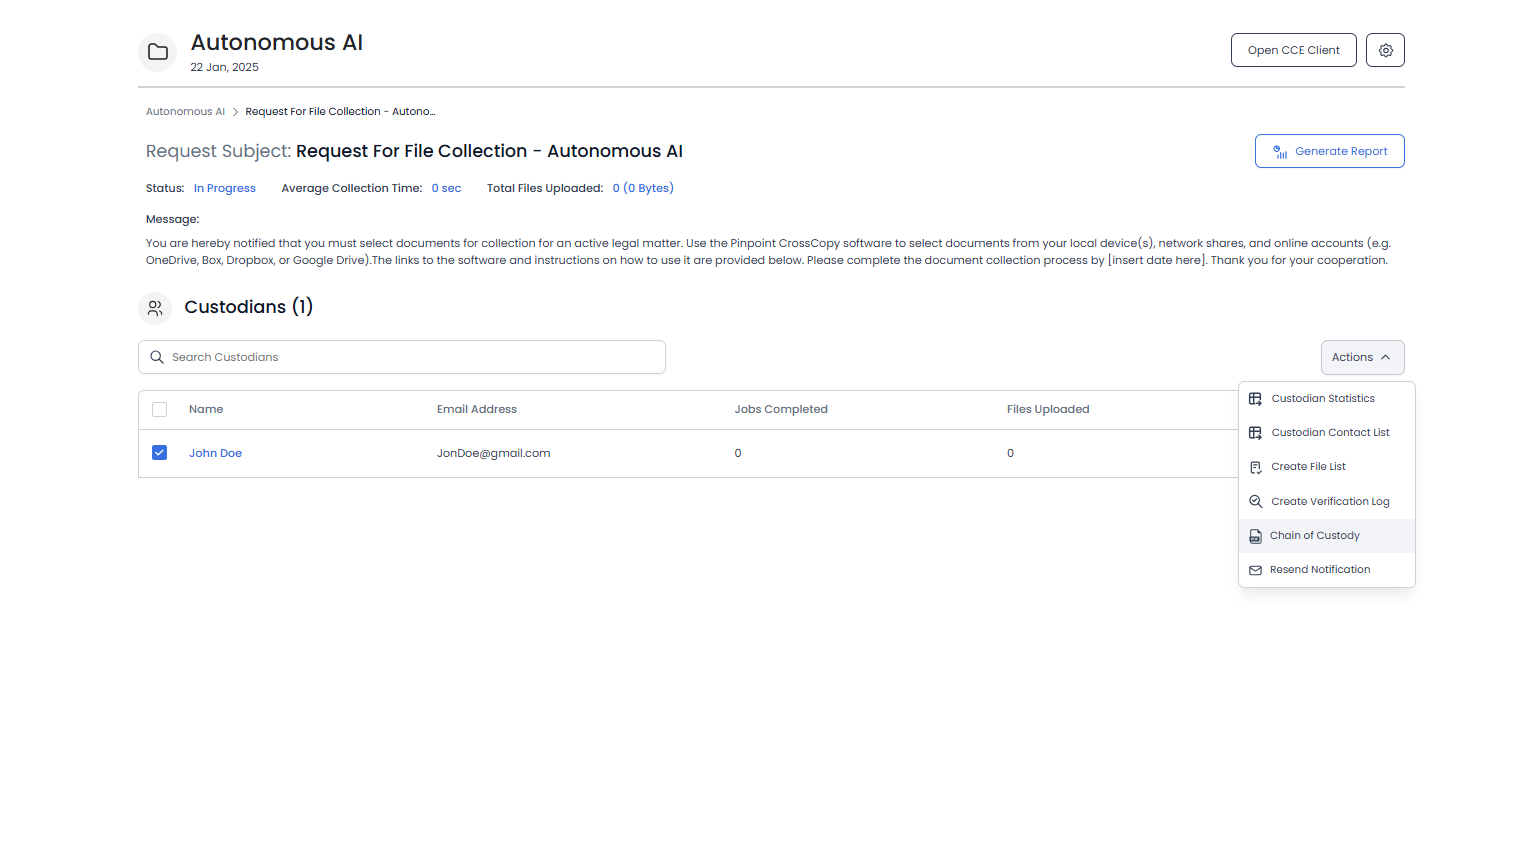 Autonomous AI
22 Jan, 2025
Open CCE Client
Autonomous AI > Request For File Collection - Autono...
Request Subject: Request For File Collection - Autonomous AI
Generate Report
Status: In Progress Average Collection Time: 0 sec Total Files Uploaded: 0 (0 Bytes)
Message:
You are hereby notified that you must select documents for collection for an active legal matter. Use the Pinpoint CrossCopy software to select documents from your local device(s), network shares, and online accounts (e.g.
OneDrive, Box, Dropbox, or Google Drive).The links to the software and instructions on how to use it are provided below. Please complete the document collection process by [insert date here]. Thank you for your cooperation.
Custodians (1)
Search Custodians
Actions
Name Email Address Jobs Completed Files Uploaded
John Doe JonDoe@gmail.com 0 0
Custodian Statistics
Custodian Contact List
Create File List
Create Verification Log
Chain of Custody
Resend Notification